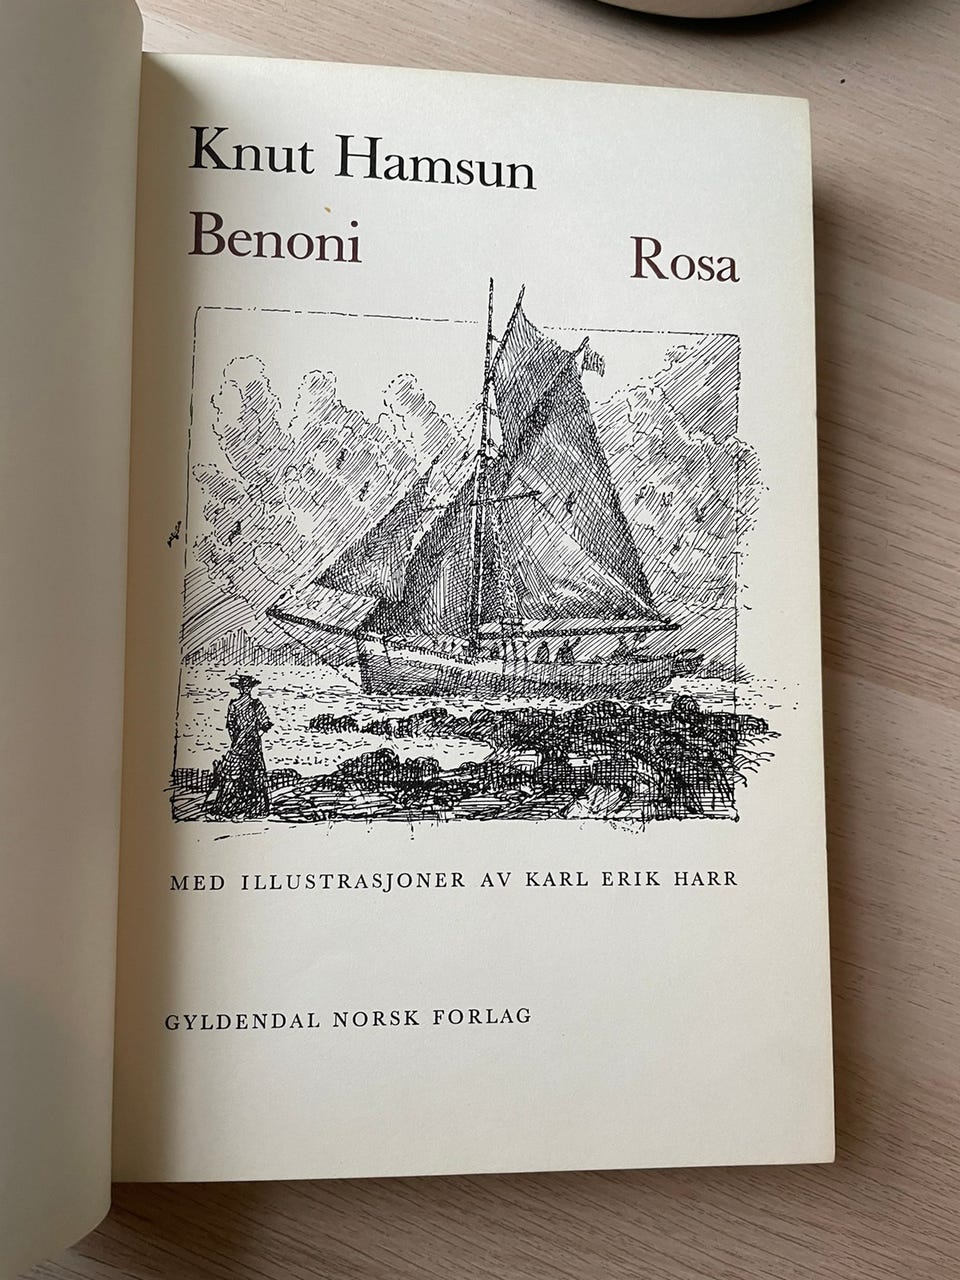 Knut Hamsun
Benoni Rosa
MED ILLUSTRASJONER AV KARL ERIK HARR
GYLDENDAL NORSK FORLAG